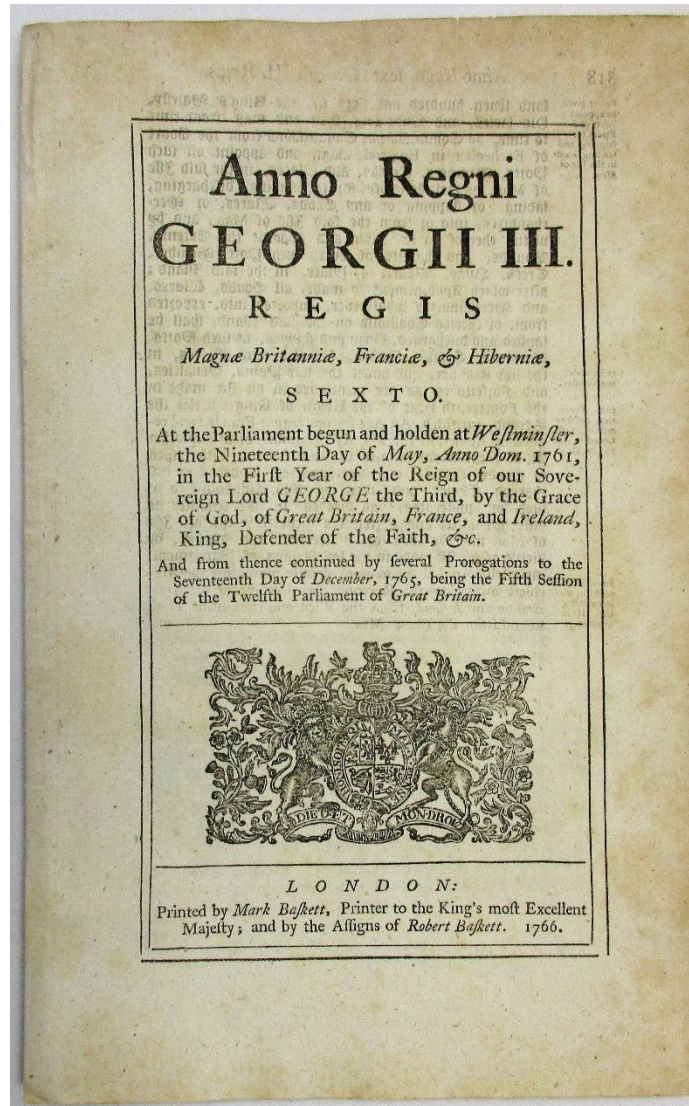 Anno Regni
GEORGII III.
REGIS
Magnæ Britanniæ, Franciæ, & Hiberniæ,
SEXTO.
At the Parliament begun and holden at Weſtminſter,
the Nineteenth Day of May, Anno Dom. 1761,
in the Firſt Year of the Reign of our Sove-
reign Lord GEORGE the Third, by the Grace
of God, of Great Britain, France, and Ireland,
King, Defender of the Faith, &c.
And from thence continued by ſeveral Prorogations to the
Seventeenth Day of December, 1765, being the Fifth Seſſion
of the Twelfth Parliament of Great Britain.
LONDON:
Printed by Mark Baſkett, Printer to the King's moſt Excellent
Majeſty; and by the Aſſigns of Robert Baſkett. 1766.